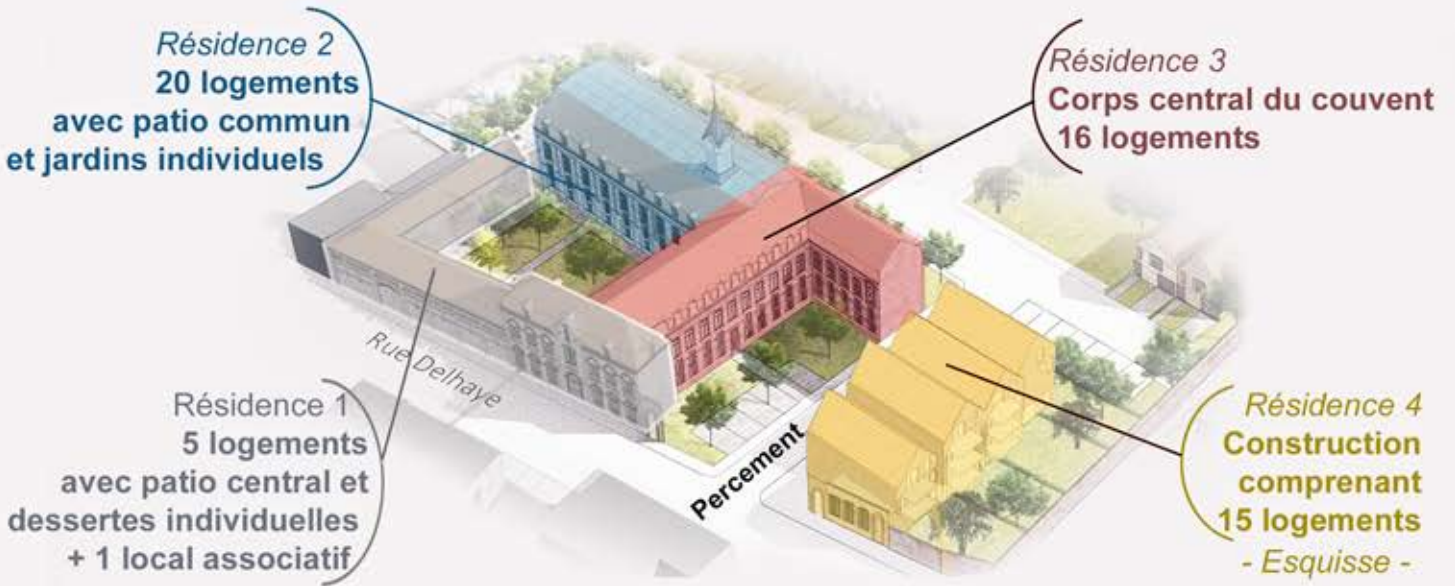 Résidence 2
20 logements
avec patio commun
et jardins individuels
Résidence 3
Corps central du couvent
16 logements
Rue Delhaye
Résidence 1
5 logements
avec patio central et
dessertes individuelles
+ 1 local associatif
Percement
Résidence 4
Construction
comprenant
15 logements
- Esquisse -